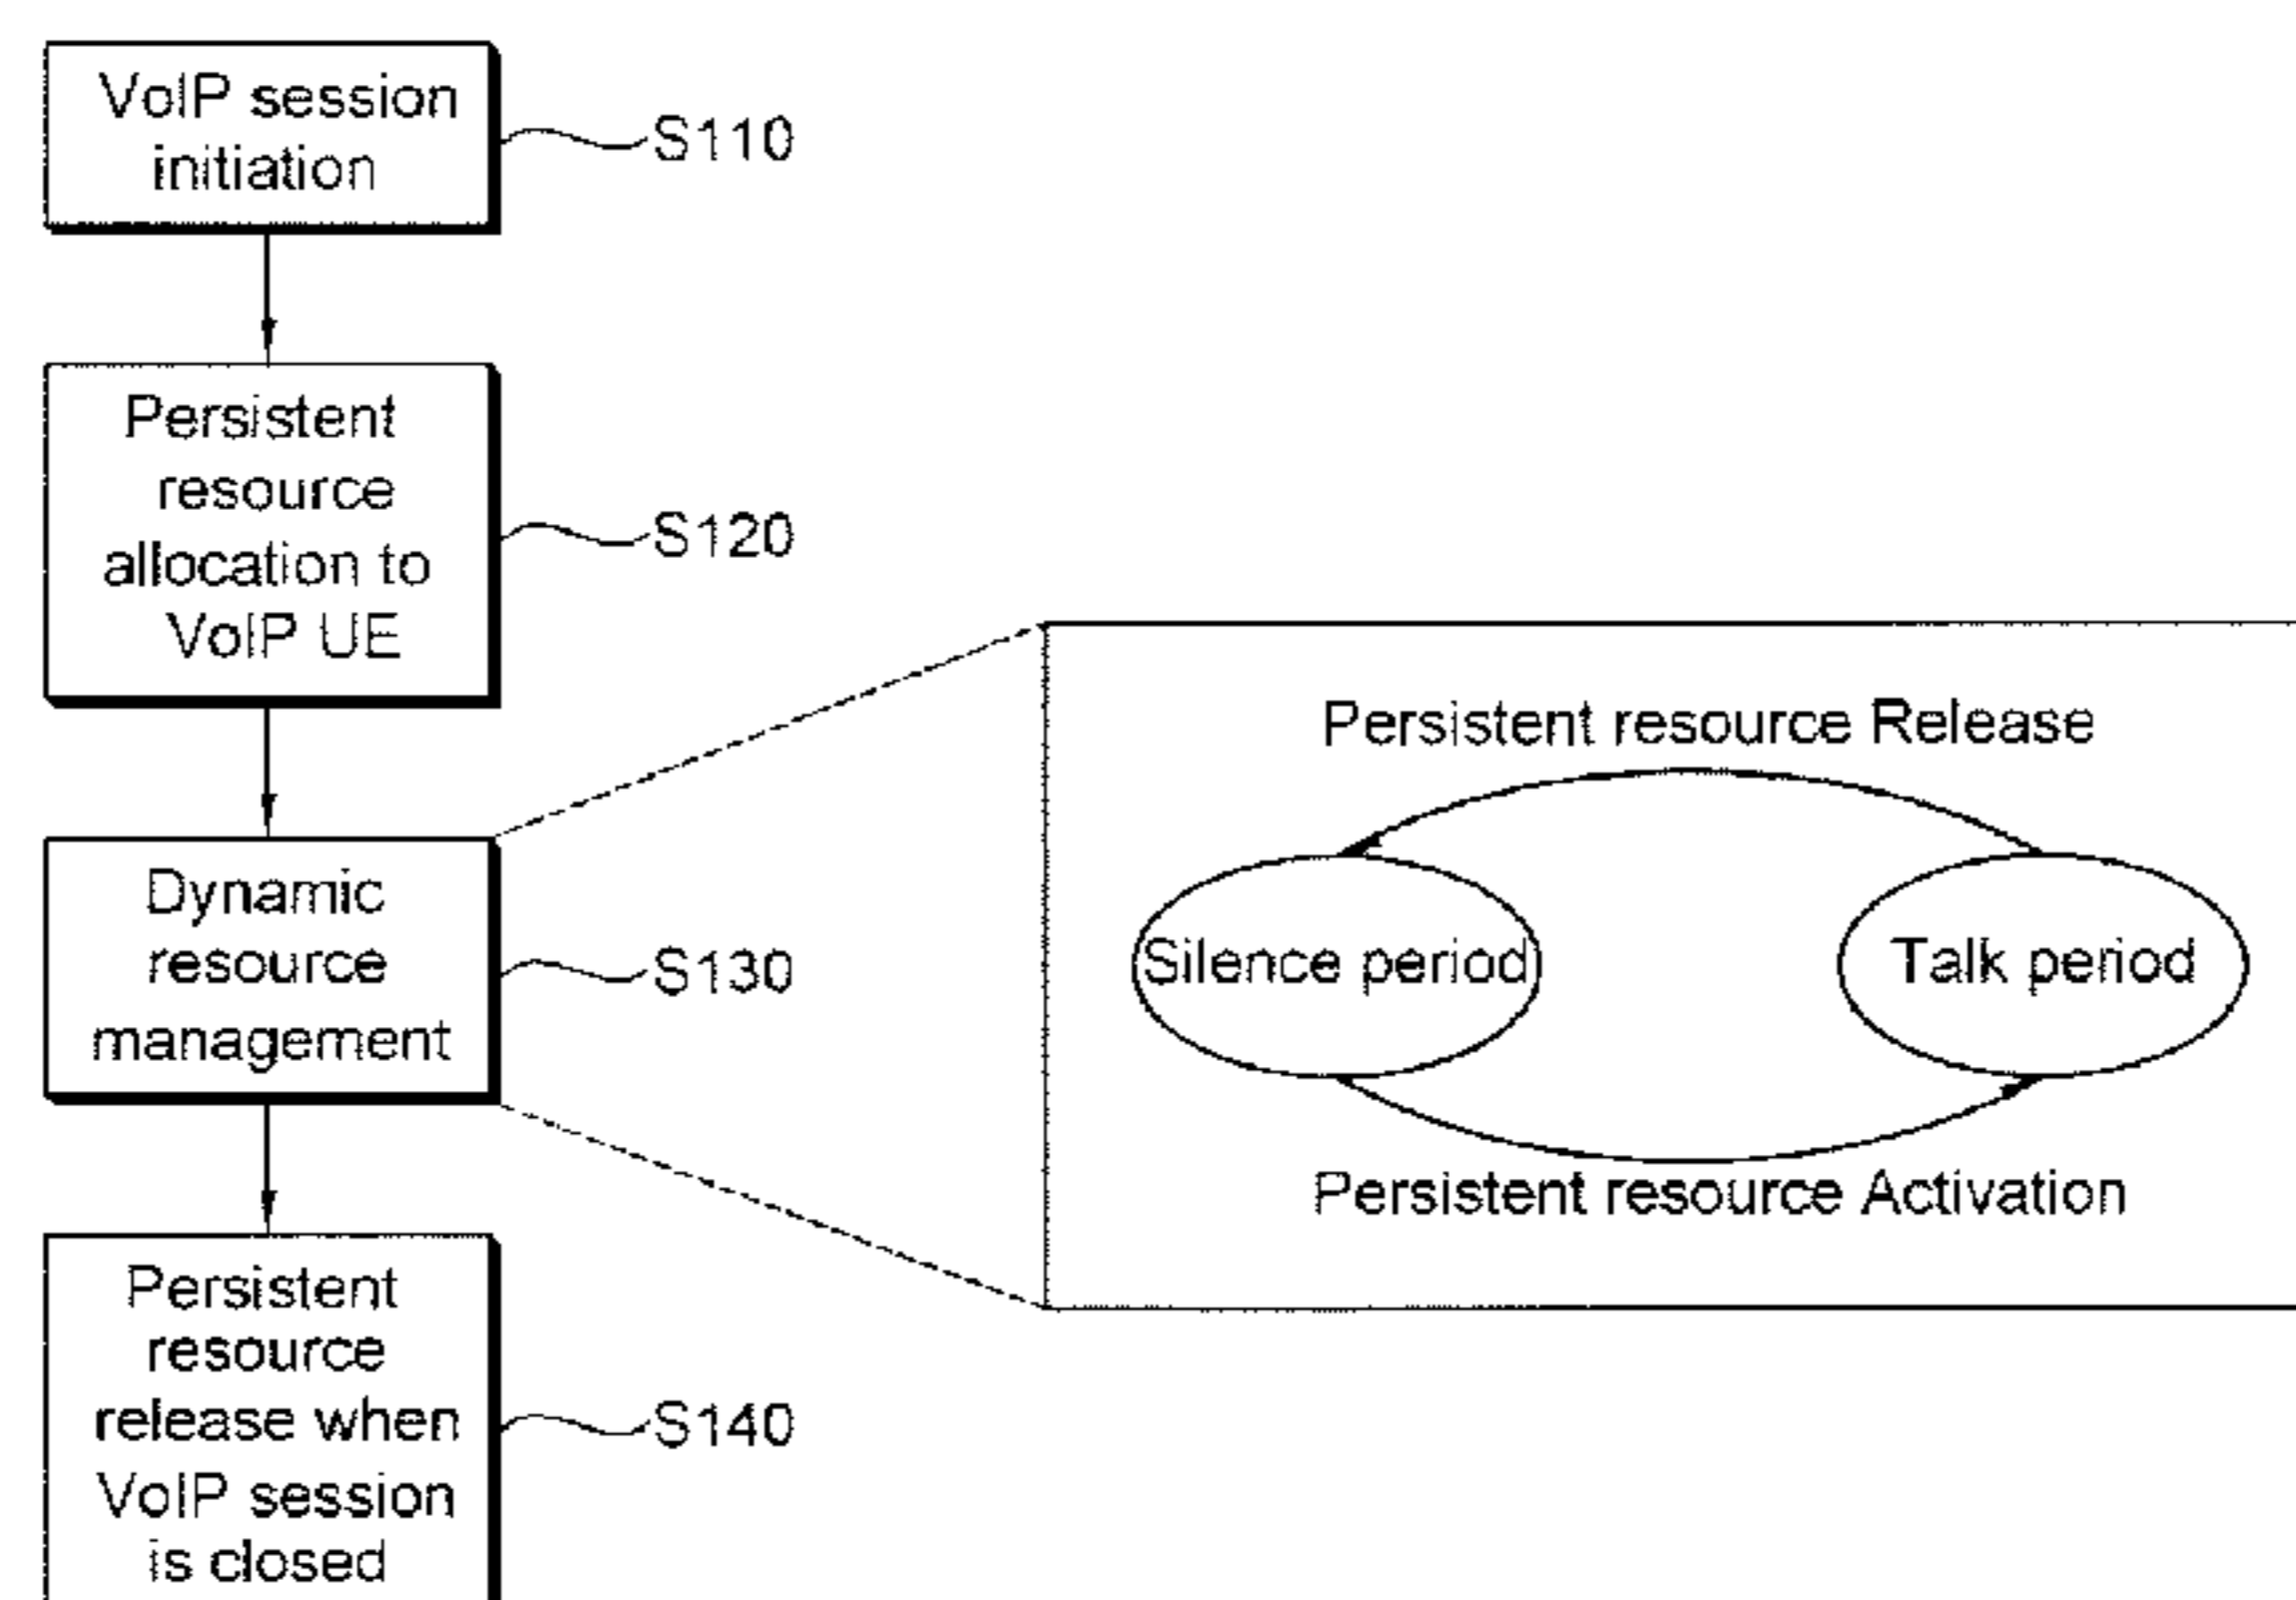 VoIP session
initiation
S110
Persistent
resource
allocation to
VoIP UE
S120
Dynamic
resource
management
S130
Persistent resource Release
Silence period
Talk period
Persistent resource Activation
Persistent
resource
release when
VoIP session
is closed
S140